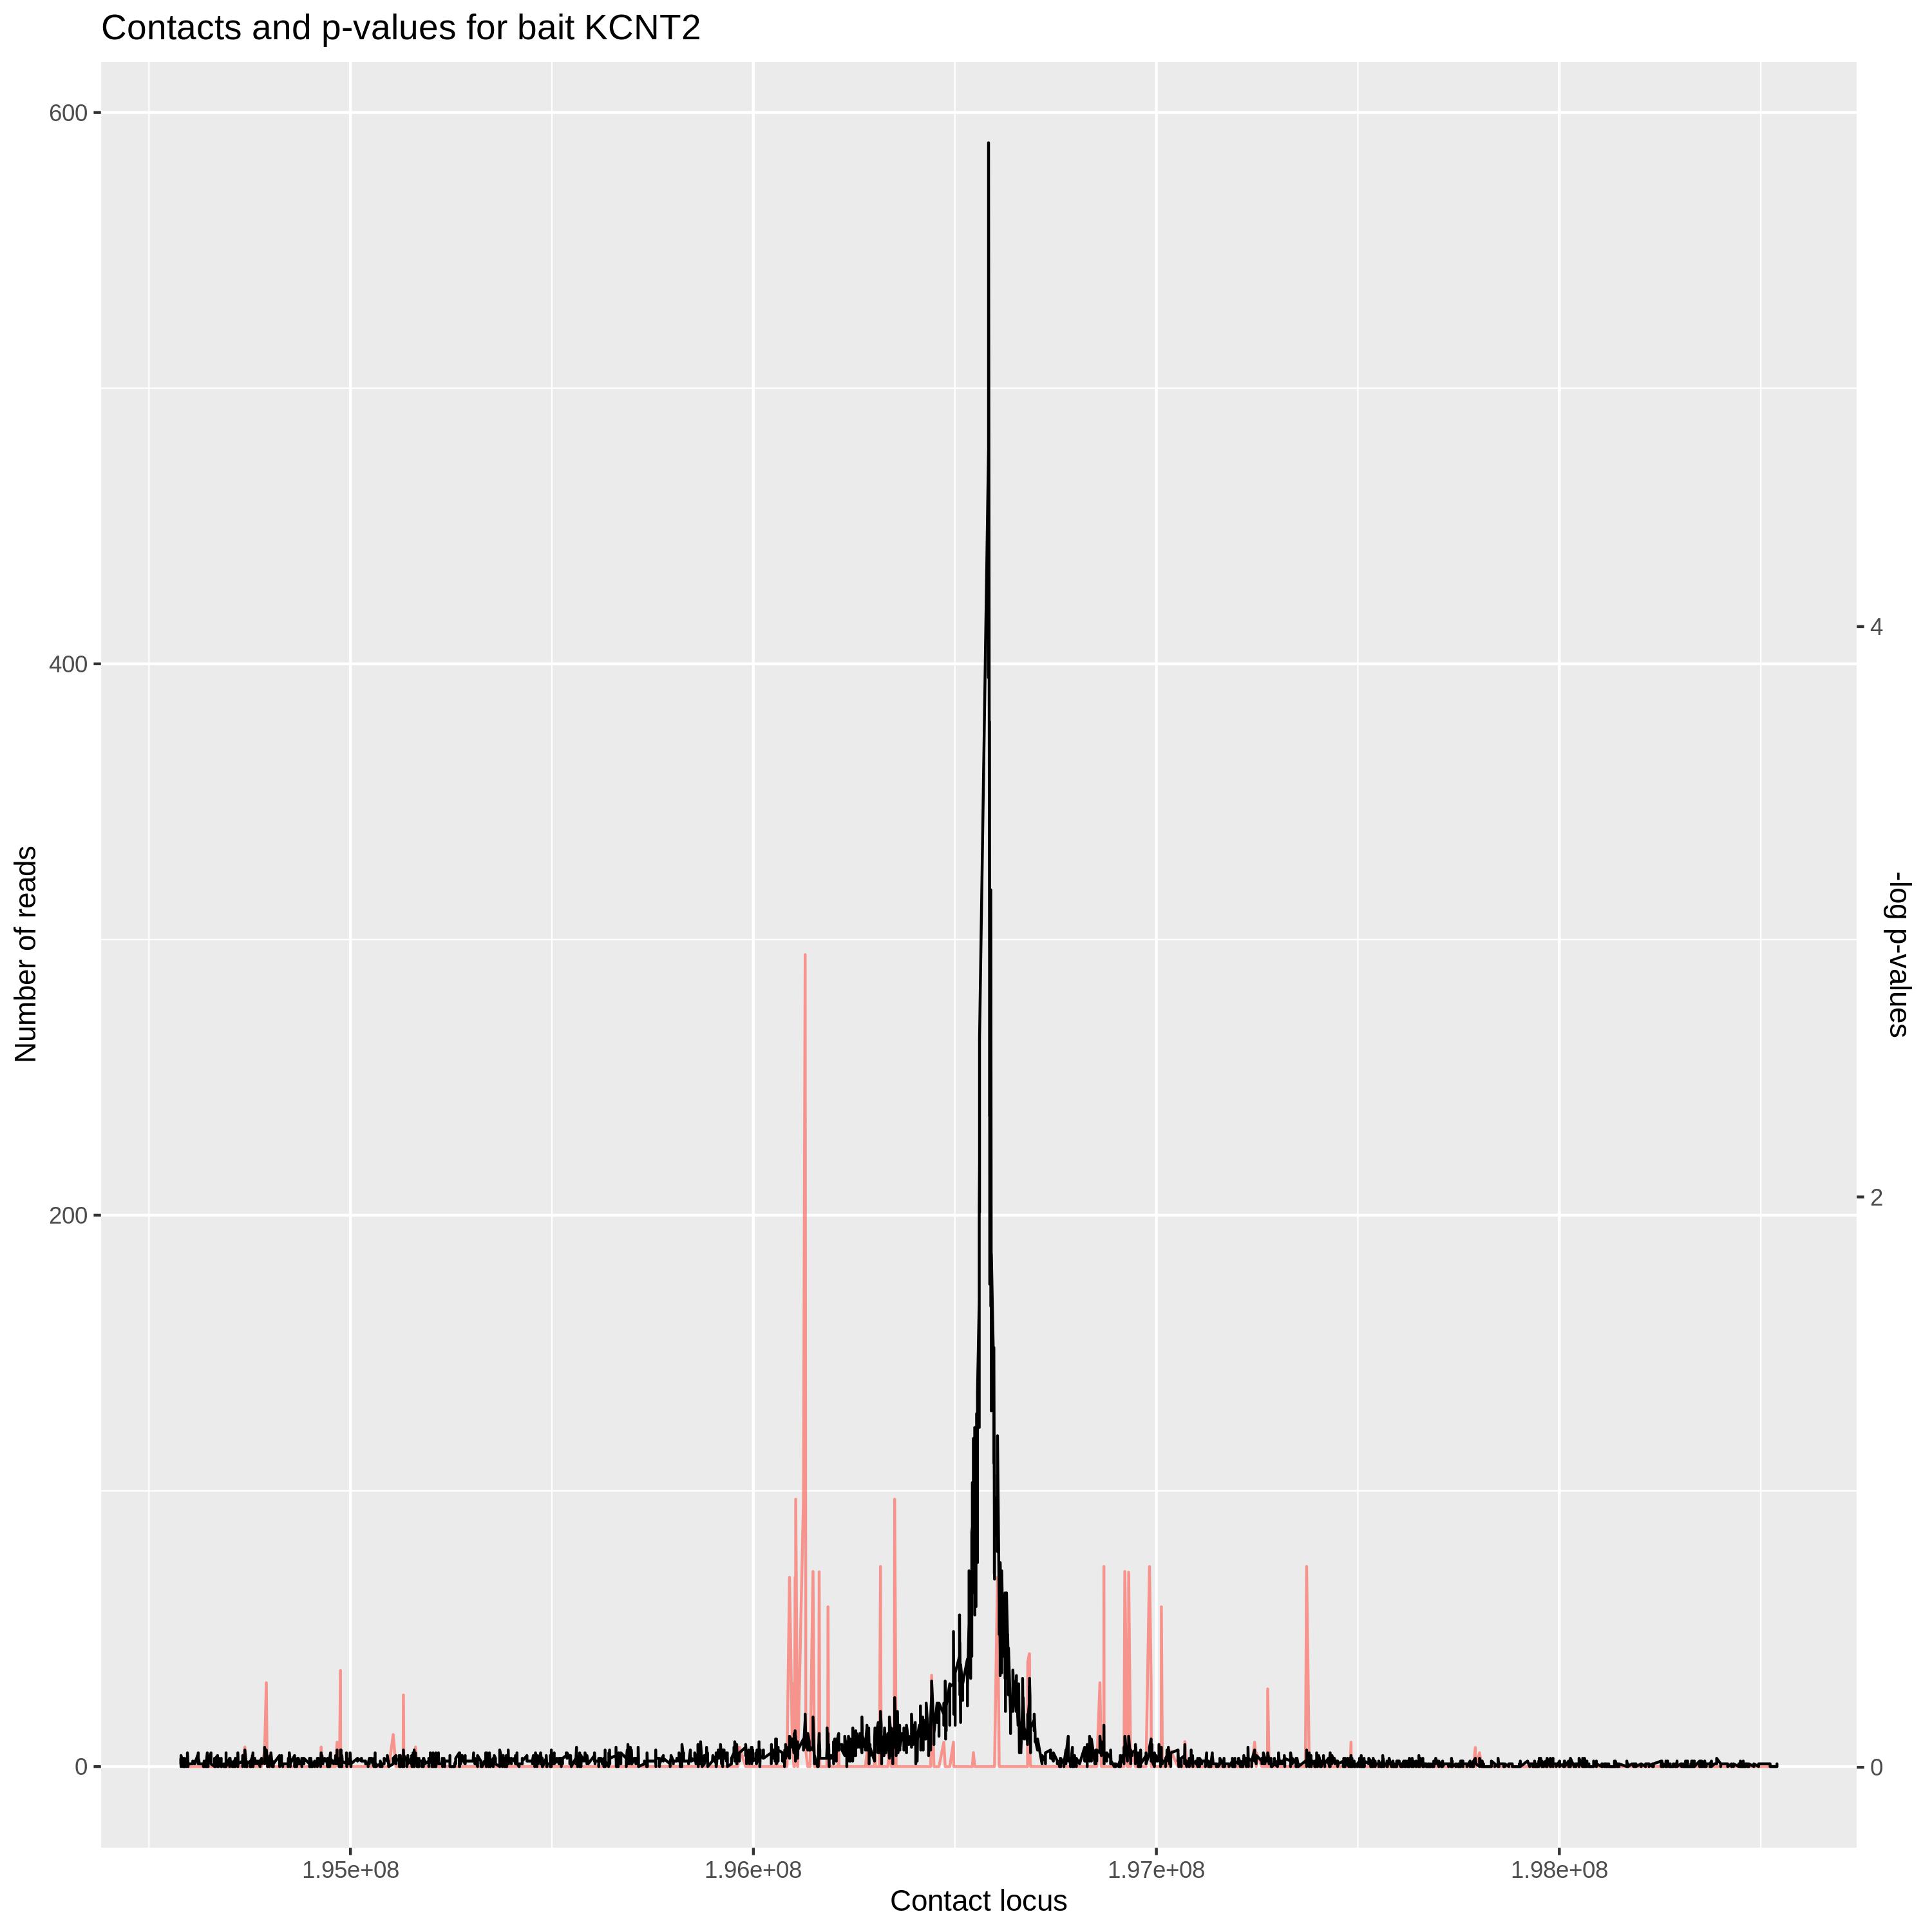 Contacts and p-values for bait KCNT2
600
400
200
0
Number of reads
4
2
0
-log p-values
1.95e+08
1.96e+08
1.97e+08
1.98e+08
Contact locus